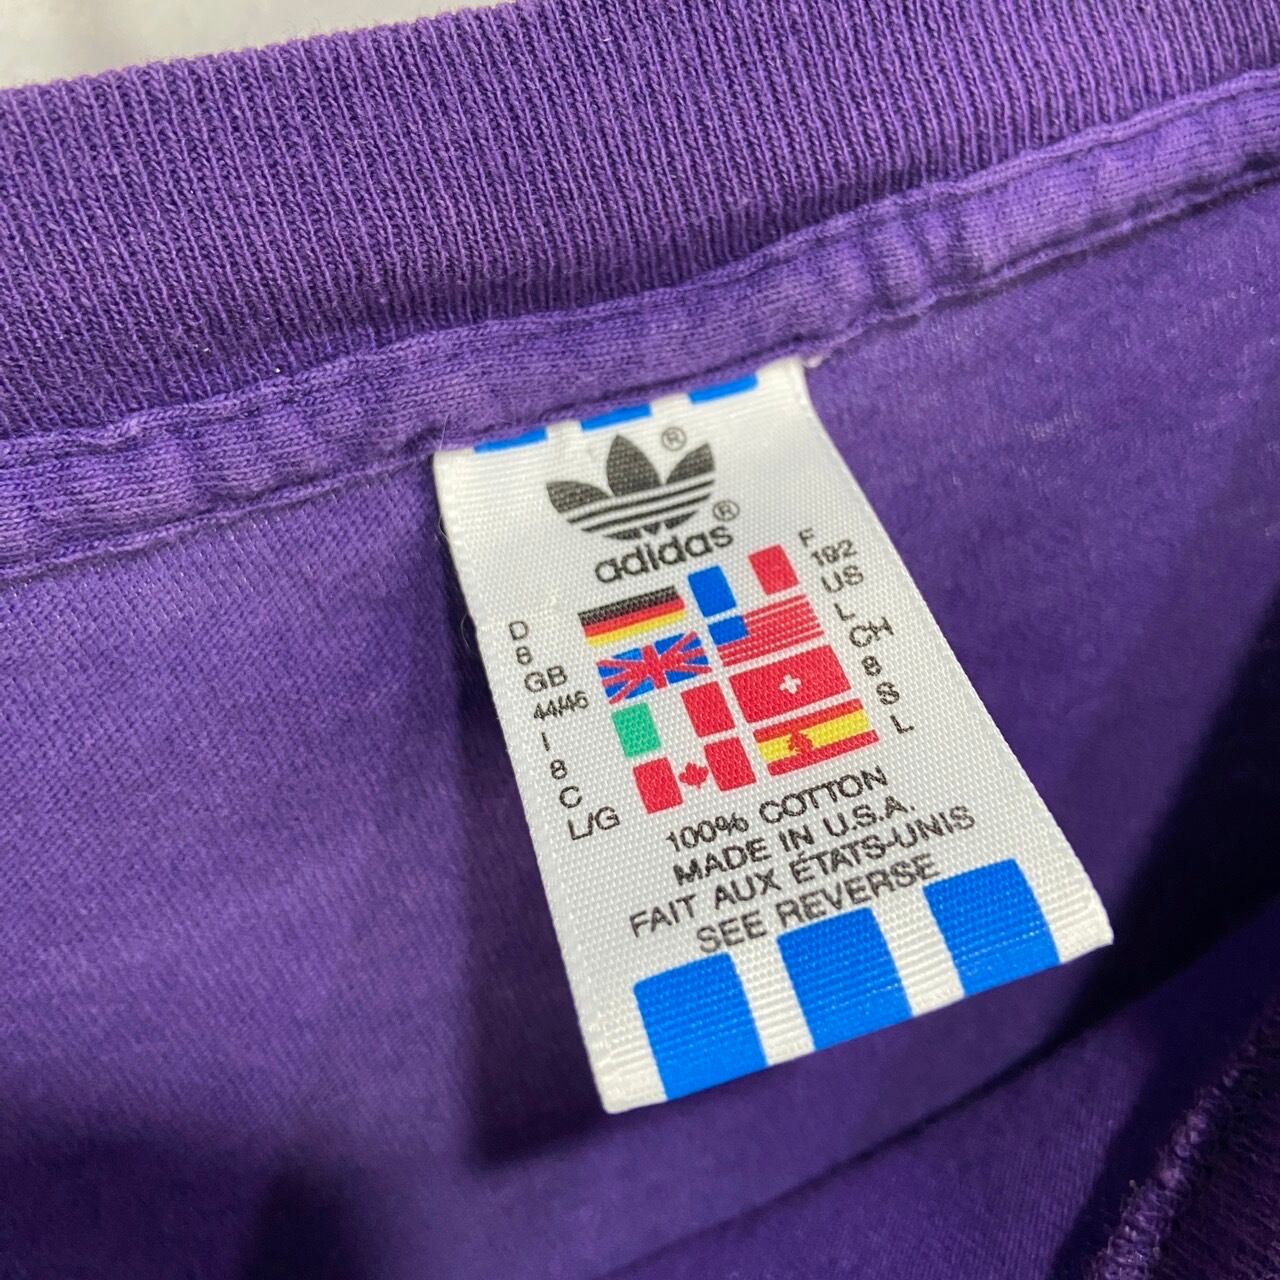 ®
®
adidas
D
8
GB
44/46
I
8
C
L/G
F
192
US
L
CH
8
S
L
100% COTTON
MADE IN U.S.A.
FAIT AUX ÉTATS-UNIS
SEE REVERSE